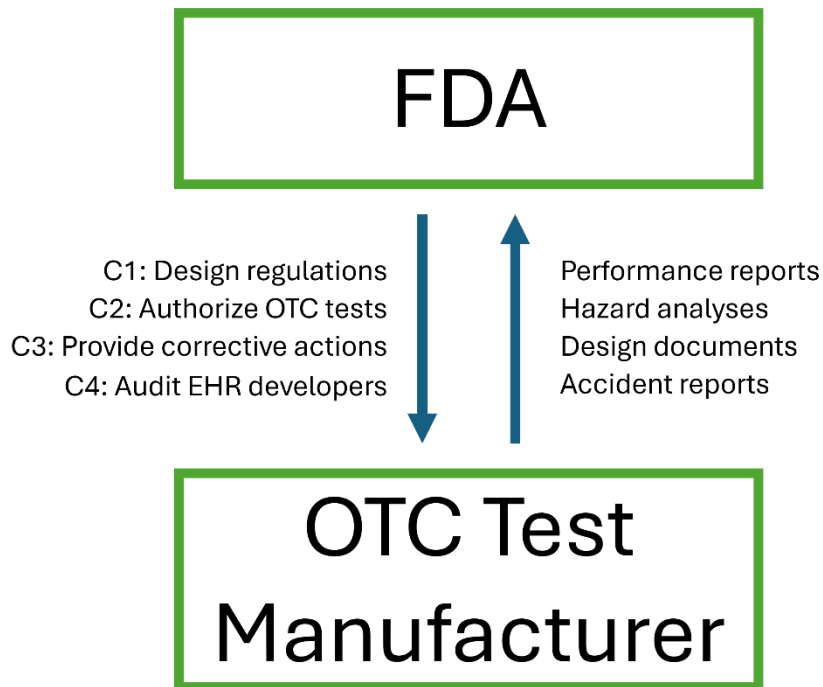 FDA
C1: Design regulations
C2: Authorize OTC tests
C3: Provide corrective actions
C4: Audit EHR developers
Performance reports
Hazard analyses
Design documents
Accident reports
OTC Test
Manufacturer